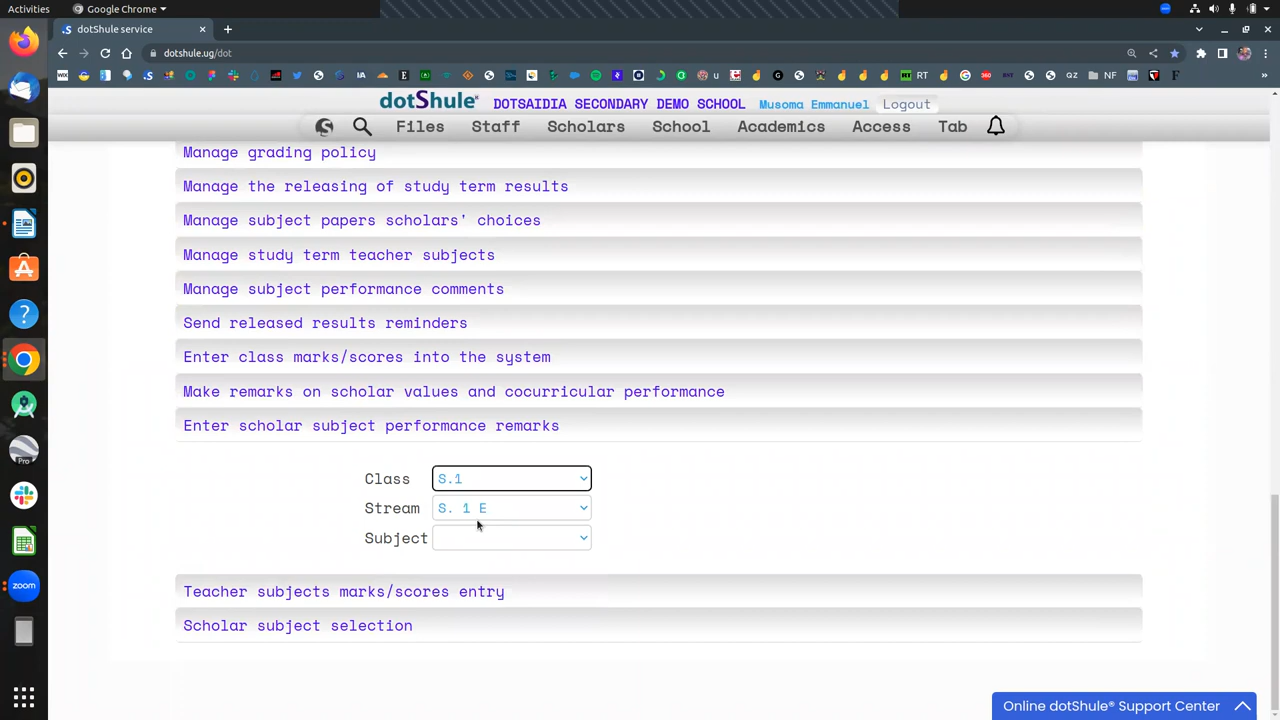 Activities
Google Chrome
dotShule service
dotshule.ug/dot
dotShule® DOTSAIDIA SECONDARY DEMO SCHOOL Musoma Emmanuel Logout
Files Staff Scholars School Academics Access Tab
Manage grading policy
Manage the releasing of study term results
Manage subject papers scholars' choices
Manage study term teacher subjects
Manage subject performance comments
Send released results reminders
Enter class marks/scores into the system
Make remarks on scholar values and cocurricular performance
Enter scholar subject performance remarks
Class S.1
Stream S. 1 E
Subject
Teacher subjects marks/scores entry
Scholar subject selection
Online dotShule® Support Center
Pro
zoom